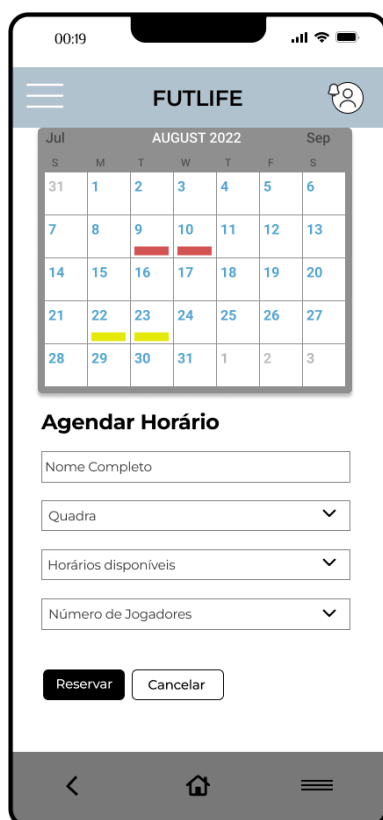 00:19
FUTLIFE
Jul AUGUST 2022 Sep
S M T W T F S
31 1 2 3 4 5 6
7 8 9 10 11 12 13
14 15 16 17 18 19 20
21 22 23 24 25 26 27
28 29 30 31 1 2 3
Agendar Horário
Nome Completo
Quadra
Horários disponíveis
Número de Jogadores
Reservar Cancelar